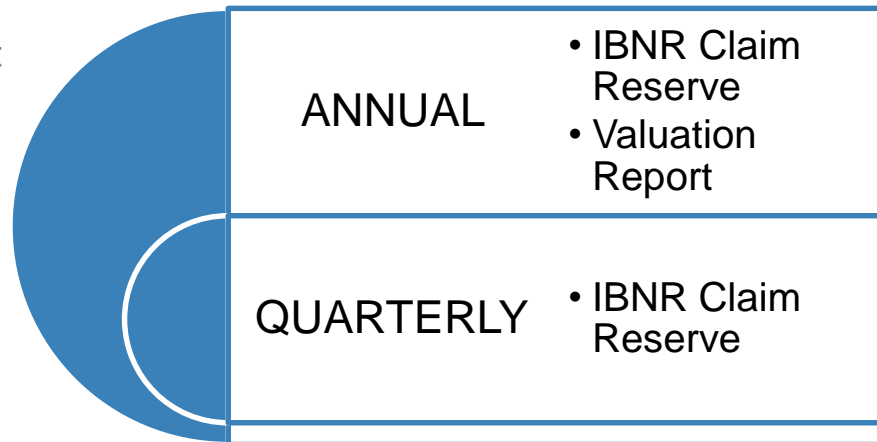 ANNUAL
• IBNR Claim
Reserve
• Valuation
Report
QUARTERLY
• IBNR Claim
Reserve